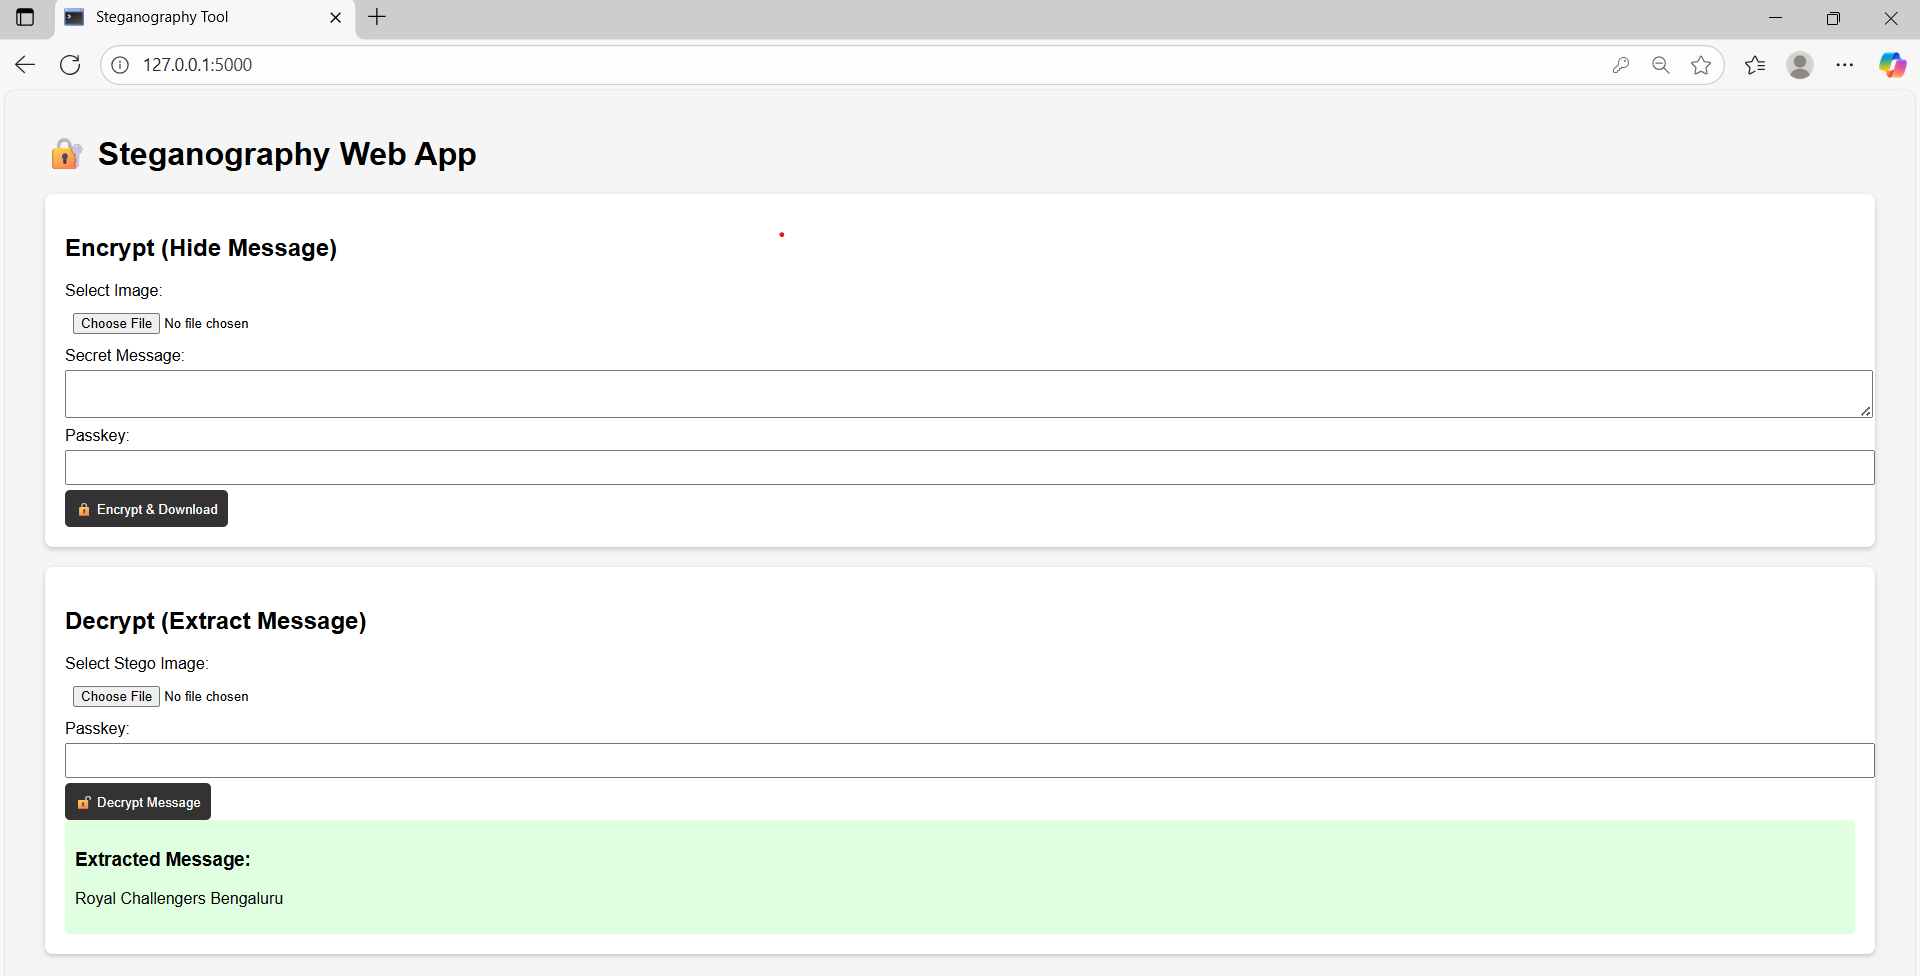 Steganography Tool
127.0.0.1:5000
Steganography Web App
Encrypt (Hide Message)
Select Image:
Choose File No file chosen
Secret Message:
Passkey:
Encrypt & Download
Decrypt (Extract Message)
Select Stego Image:
Choose File No file chosen
Passkey:
Decrypt Message
Extracted Message:
Royal Challengers Bengaluru